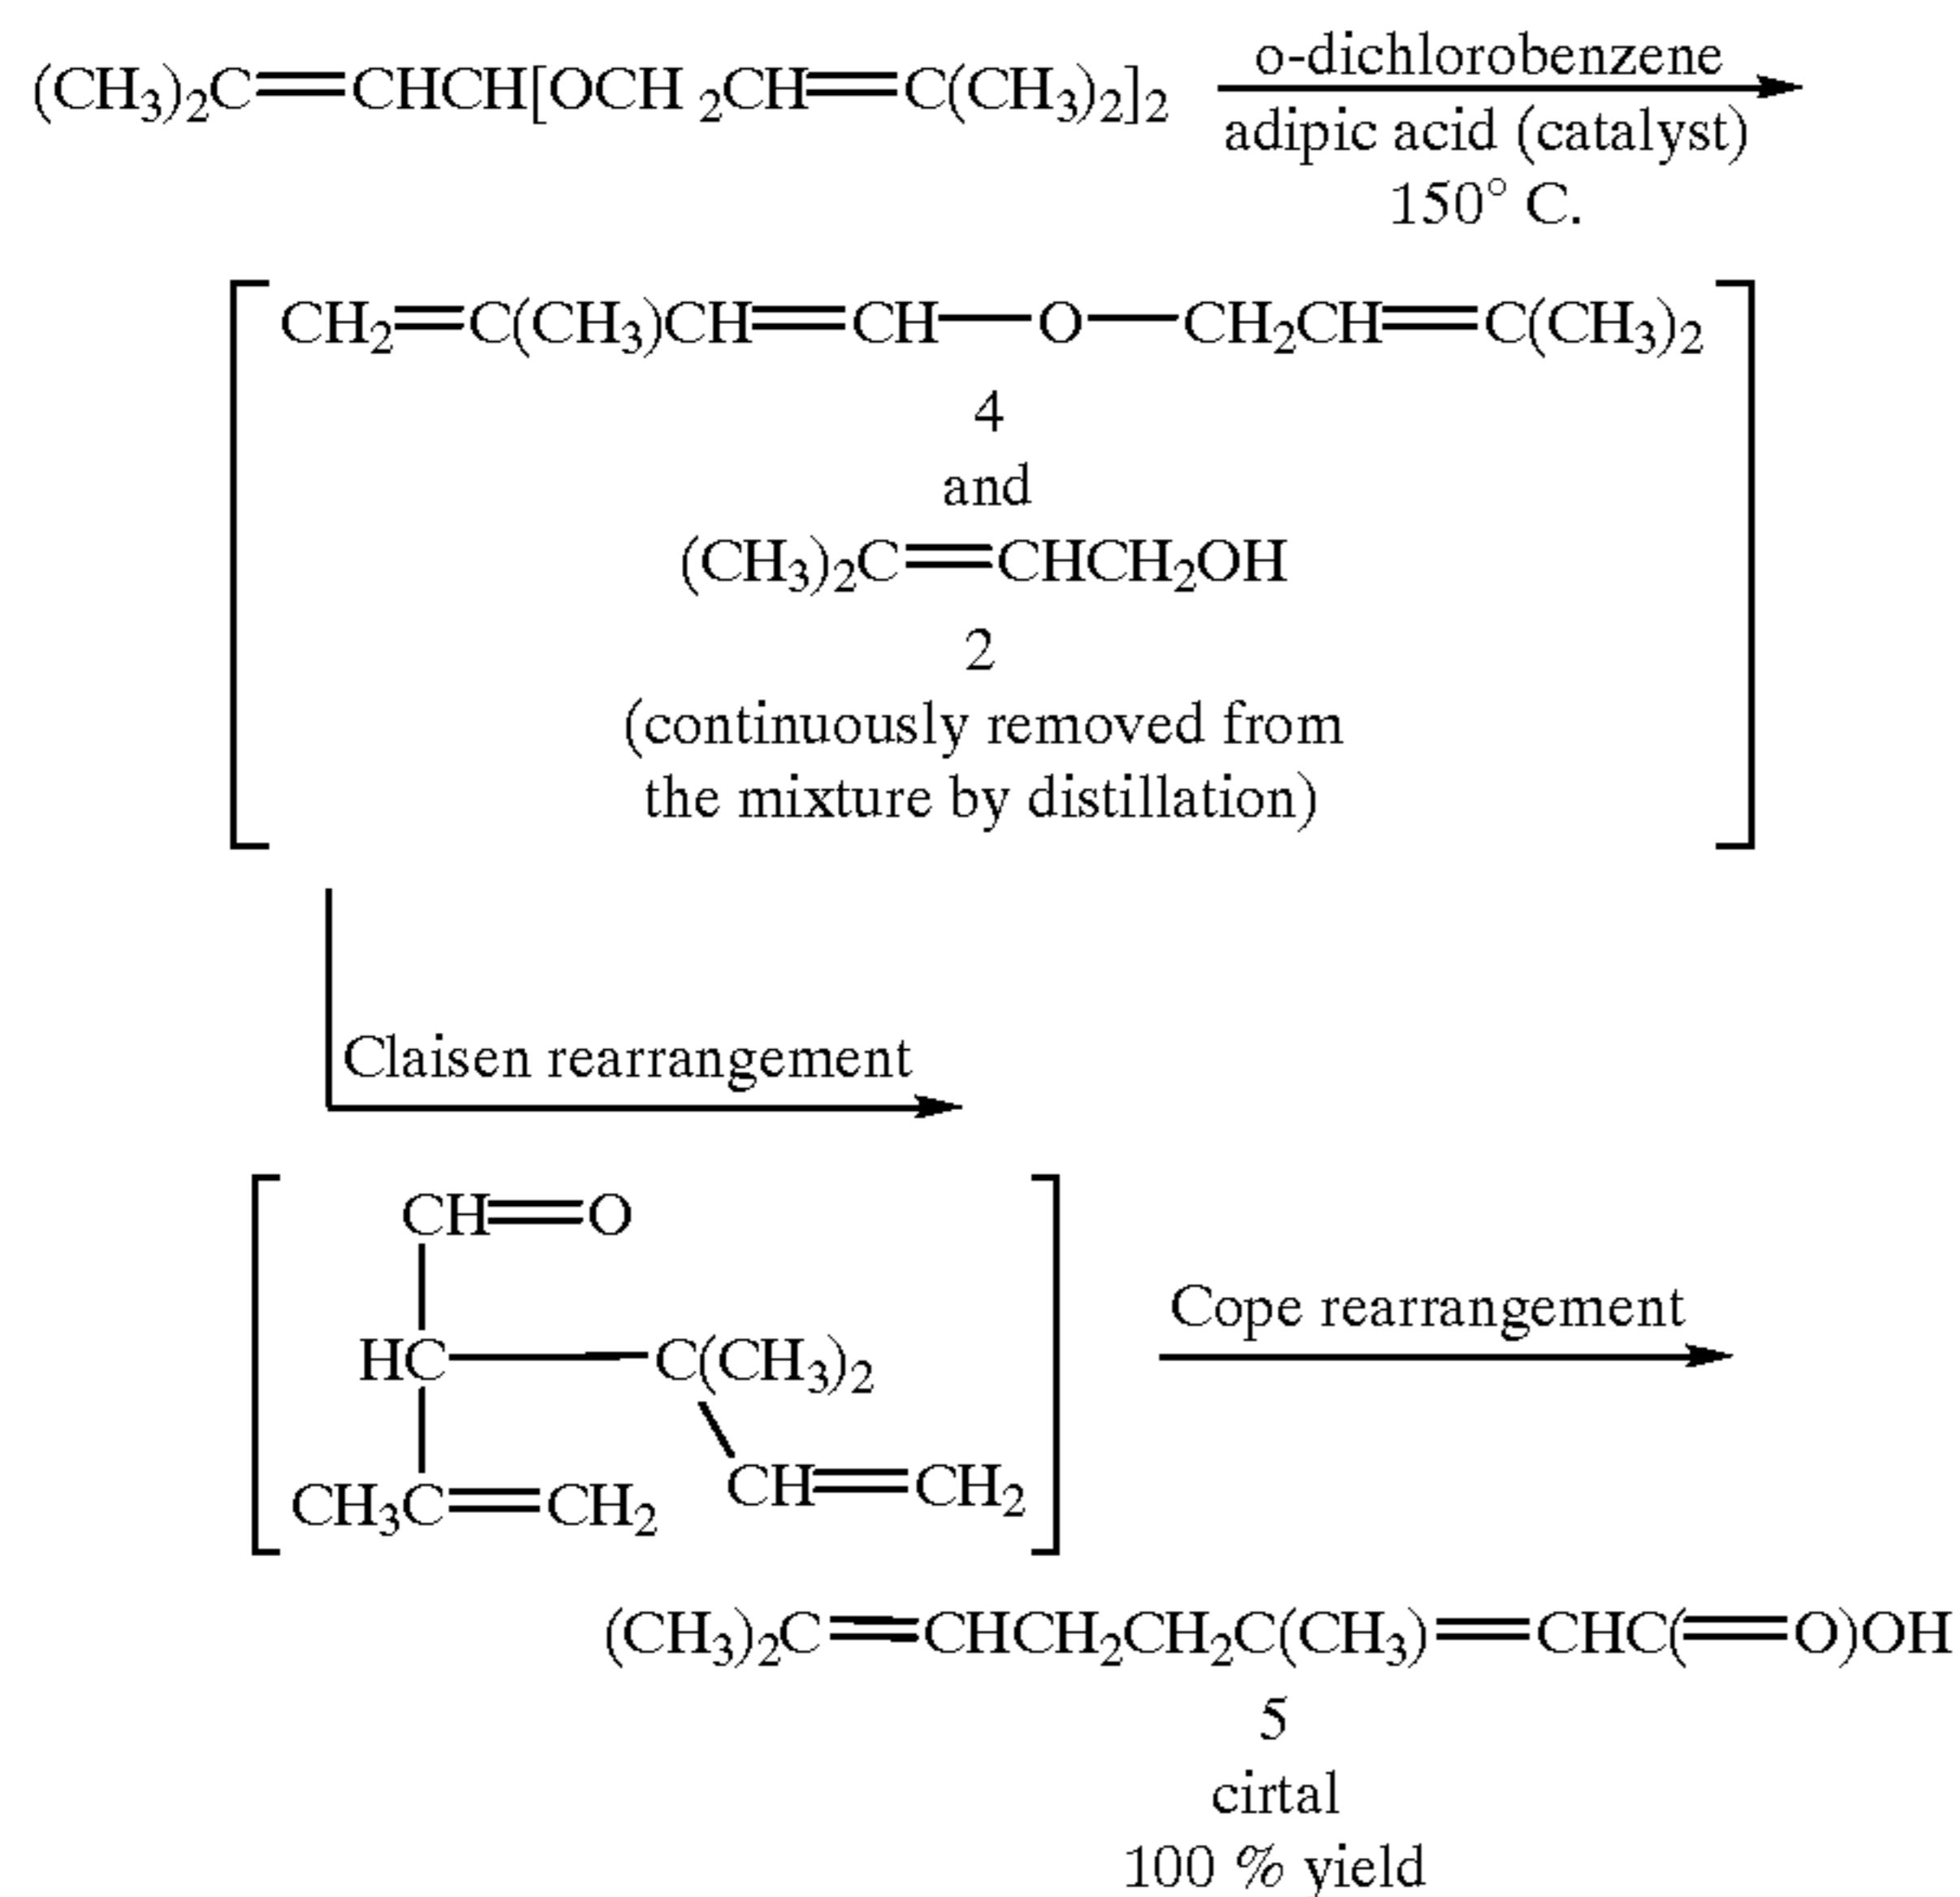 (CH3)2C=CHCH[OCH2CH=C(CH3)2]2
o-dichlorobenzene
adipic acid (catalyst)
150° C.
CH2=C(CH3)CH=CH—O—CH2CH=C(CH3)2
4
and
(CH3)2C=CHCH2OH
2
(continuously removed from
the mixture by distillation)
Claisen rearrangement
CH=O
HC—C(CH3)2
CH3C=CH2 CH=CH2
Cope rearrangement
(CH3)2C=CHCH2CH2C(CH3)=CHC(=O)OH
5
cirtal
100 % yield